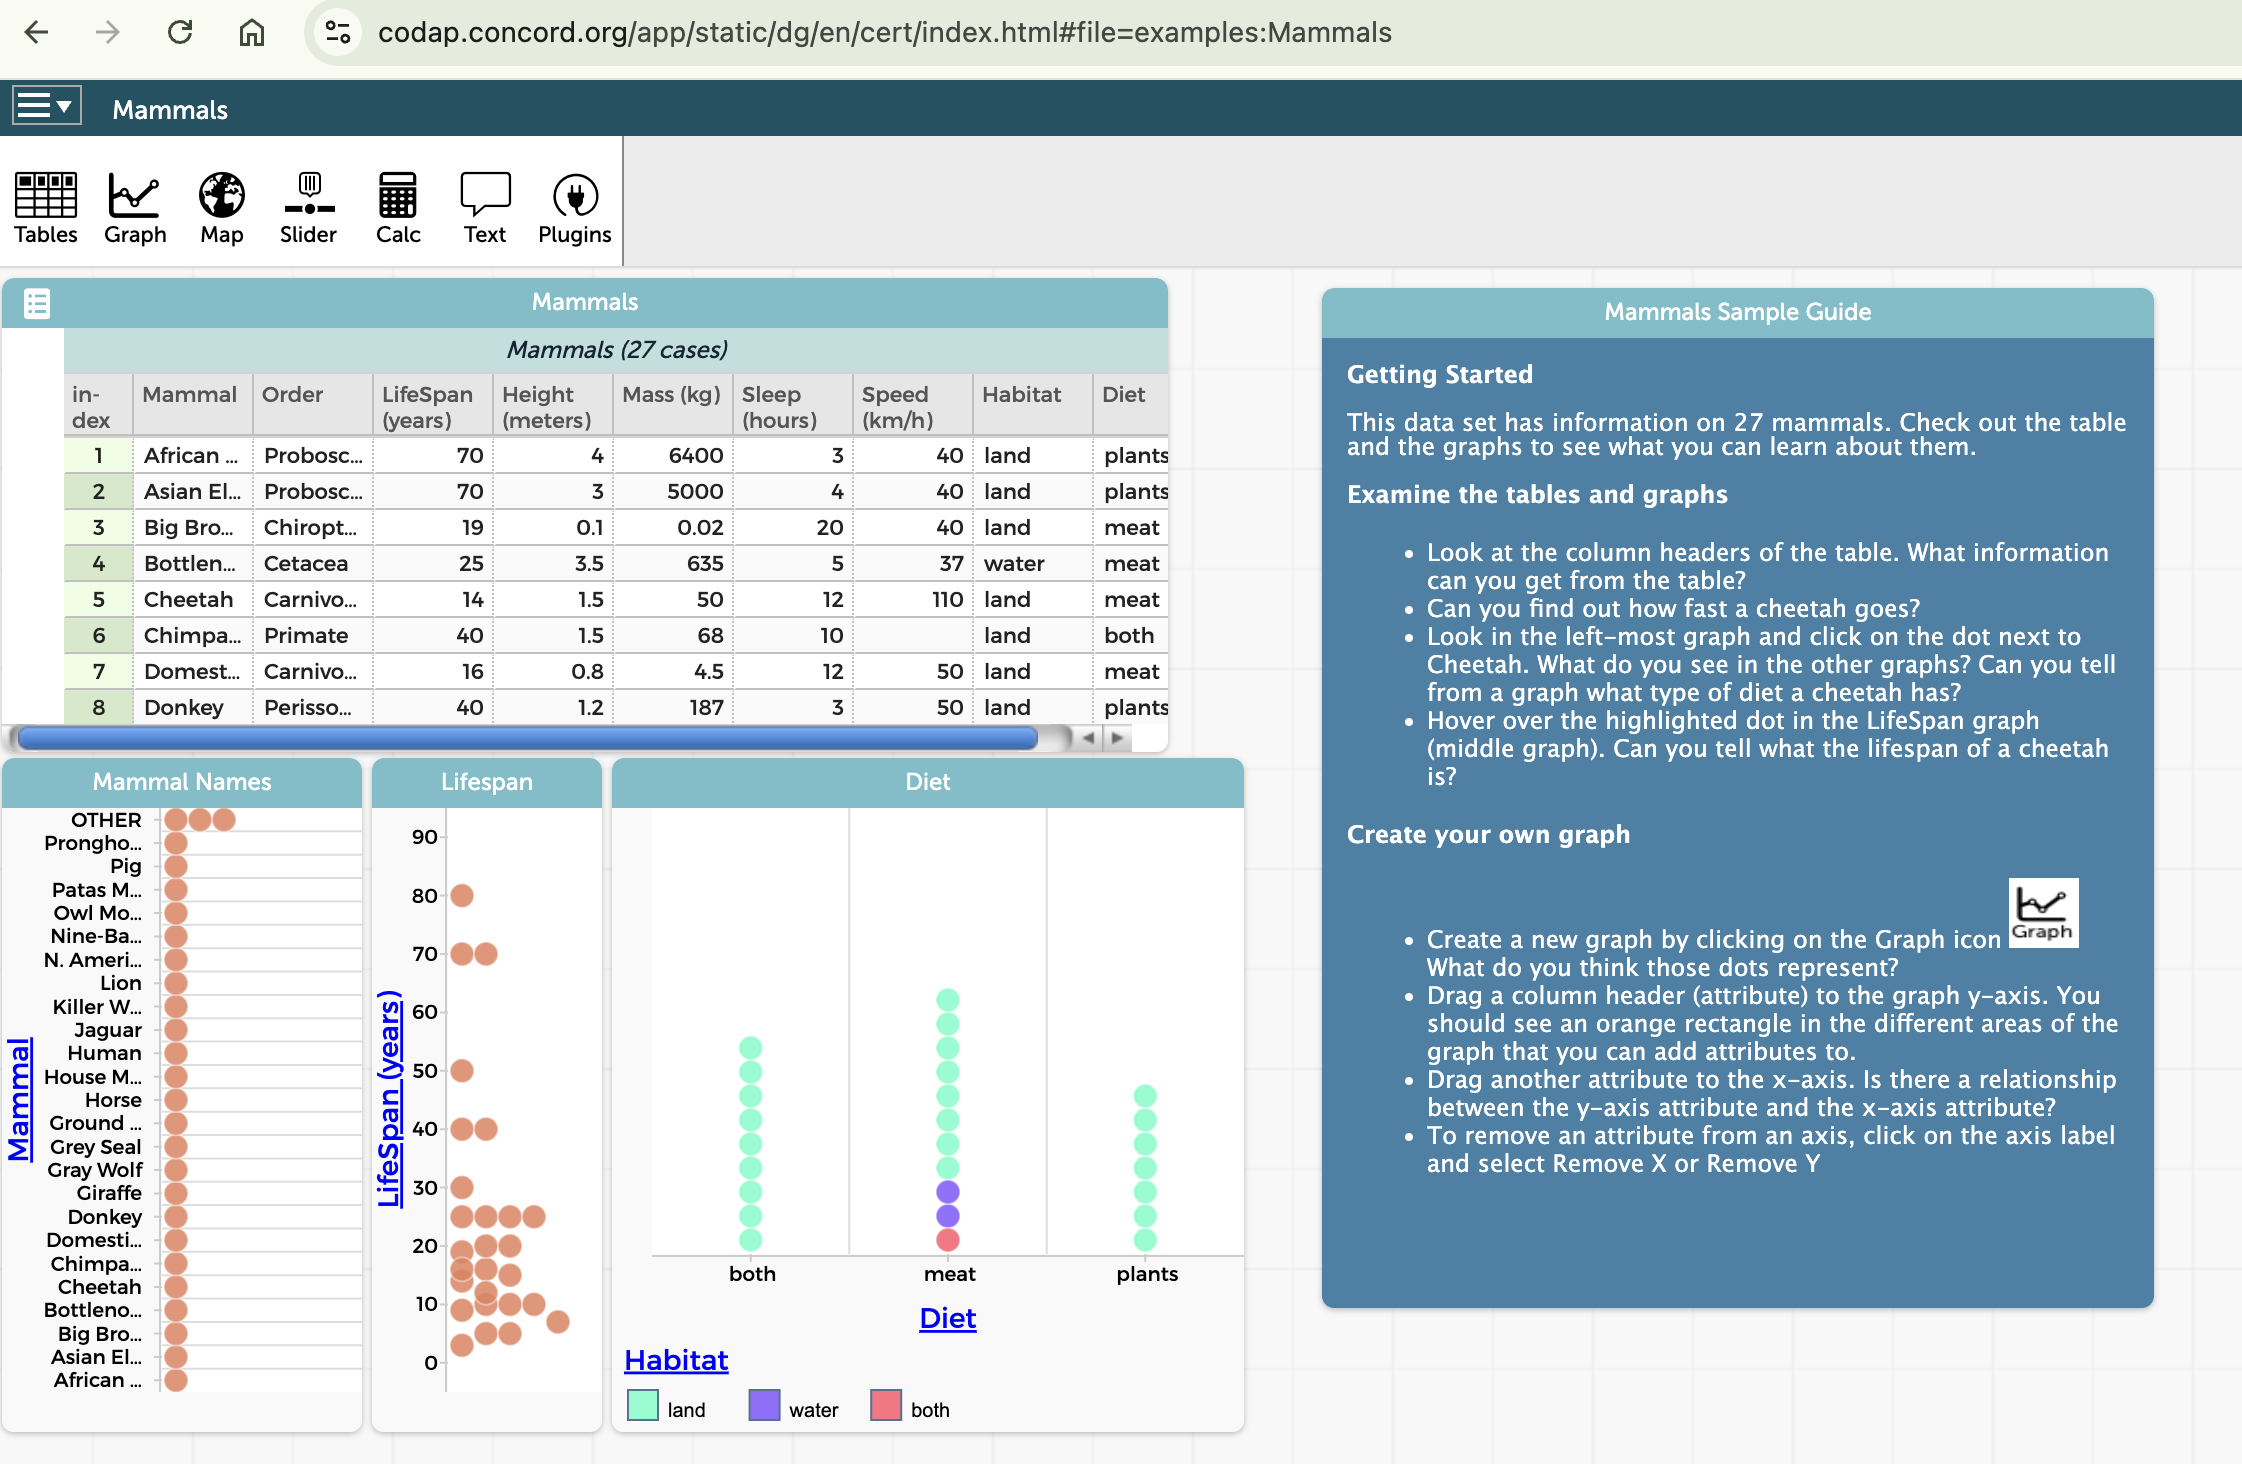 codap.concord.org/app/static/dg/en/cert/index.html#file=examples:Mammals
Mammals
Tables Graph Map Slider Calc Text Plugins
Mammals
Mammals (27 cases)
in-dex Mammal Order LifeSpan (years) Height (meters) Mass (kg) Sleep (hours) Speed (km/h) Habitat Diet
1 African ... Probosc... 70 4 6400 3 40 land plants
2 Asian El... Probosc... 70 3 5000 4 40 land plants
3 Big Bro... Chiropt... 19 0.1 0.02 20 40 land meat
4 Bottlen... Cetacea 25 3.5 635 5 37 water meat
5 Cheetah Carnivo... 14 1.5 50 12 110 land meat
6 Chimpa... Primate 40 1.5 68 10 land both
7 Domest... Carnivo... 16 0.8 4.5 12 50 land meat
8 Donkey Perisso... 40 1.2 187 3 50 land plants
Mammal Names
OTHER
Prongho...
Pig
Patas M...
Owl Mo...
Nine-Ba...
N. Ameri...
Lion
Killer W...
Jaguar
Human
House M...
Horse
Ground ...
Grey Seal
Gray Wolf
Giraffe
Donkey
Domesti...
Chimpa...
Cheetah
Bottleno...
Big Bro...
Asian El...
African ...
Mammal
Lifespan
90
80
70
60
50
40
30
20
10
0
LifeSpan (years)
Diet
both meat plants
Diet
Habitat
land water both
Mammals Sample Guide
Getting Started
This data set has information on 27 mammals. Check out the table
and the graphs to see what you can learn about them.
Examine the tables and graphs
• Look at the column headers of the table. What information
can you get from the table?
• Can you find out how fast a cheetah goes?
• Look in the left-most graph and click on the dot next to
Cheetah. What do you see in the other graphs? Can you tell
from a graph what type of diet a cheetah has?
• Hover over the highlighted dot in the LifeSpan graph
(middle graph). Can you tell what the lifespan of a cheetah
is?
Create your own graph
• Create a new graph by clicking on the Graph icon Graph
What do you think those dots represent?
• Drag a column header (attribute) to the graph y-axis. You
should see an orange rectangle in the different areas of the
graph that you can add attributes to.
• Drag another attribute to the x-axis. Is there a relationship
between the y-axis attribute and the x-axis attribute?
• To remove an attribute from an axis, click on the axis label
and select Remove X or Remove Y